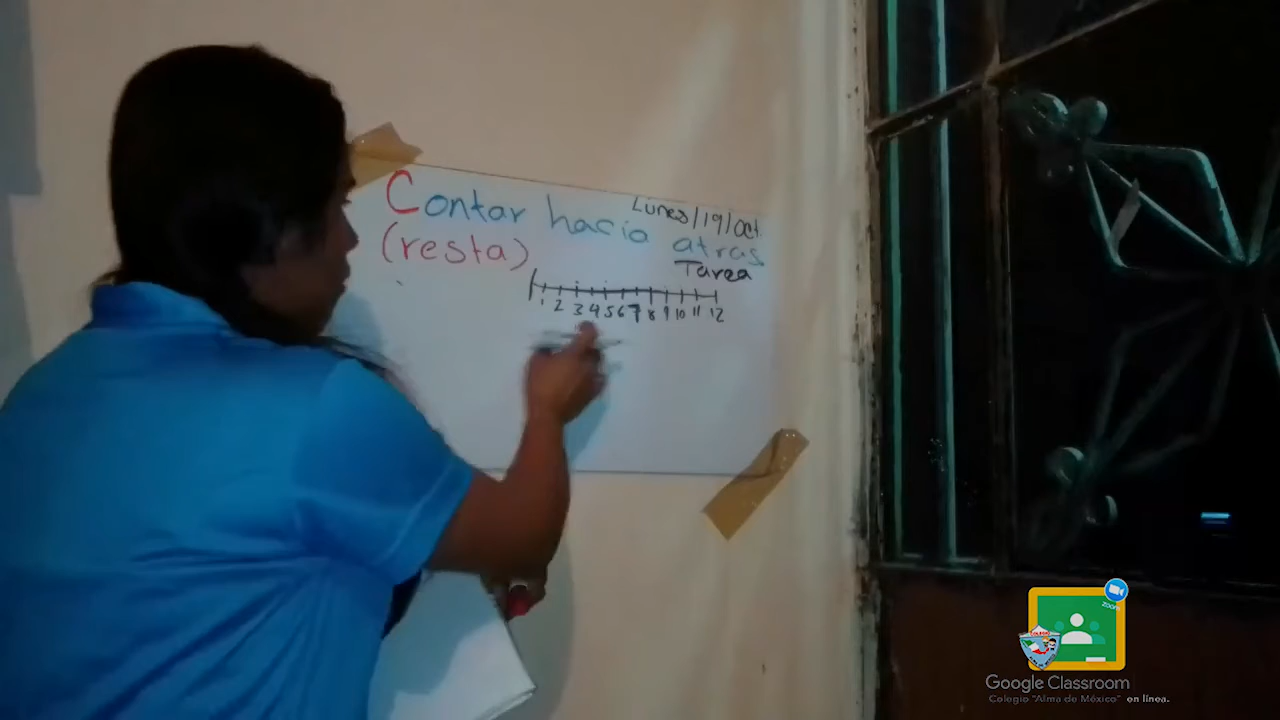 Lunes/19/Oct.
Contar hacia atras
(resta)
Tarea
1 2 3 4 5 6 7 8 9 10 11 12
zoom
Google Classroom
Colegio "Alma de México" en línea.